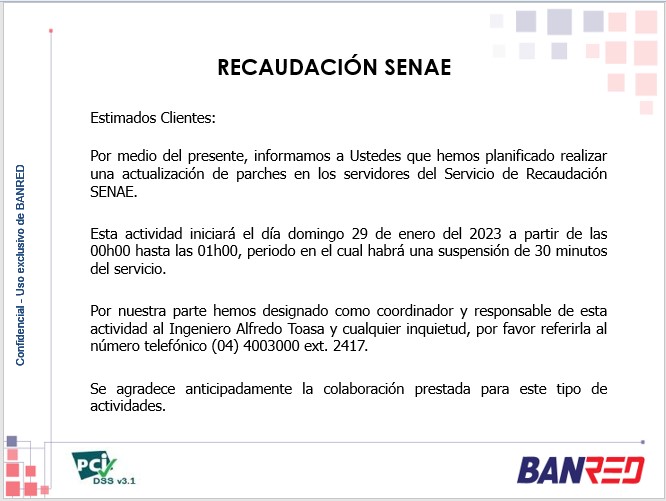 RECAUDACIÓN SENAE
Estimados Clientes:
Por medio del presente, informamos a Ustedes que hemos planificado realizar
una actualización de parches en los servidores del Servicio de Recaudación
SENAE.
Esta actividad iniciará el día domingo 29 de enero del 2023 a partir de las
00h00 hasta las 01h00, periodo en el cual habrá una suspensión de 30 minutos
del servicio.
Por nuestra parte hemos designado como coordinador y responsable de esta
actividad al Ingeniero Alfredo Toasa y cualquier inquietud, por favor referirla al
número telefónico (04) 4003000 ext. 2417.
Se agradece anticipadamente la colaboración prestada para este tipo de
actividades.
Confidencial - Uso exclusivo de BANRED
PCi
DSS v3.1
BANRED